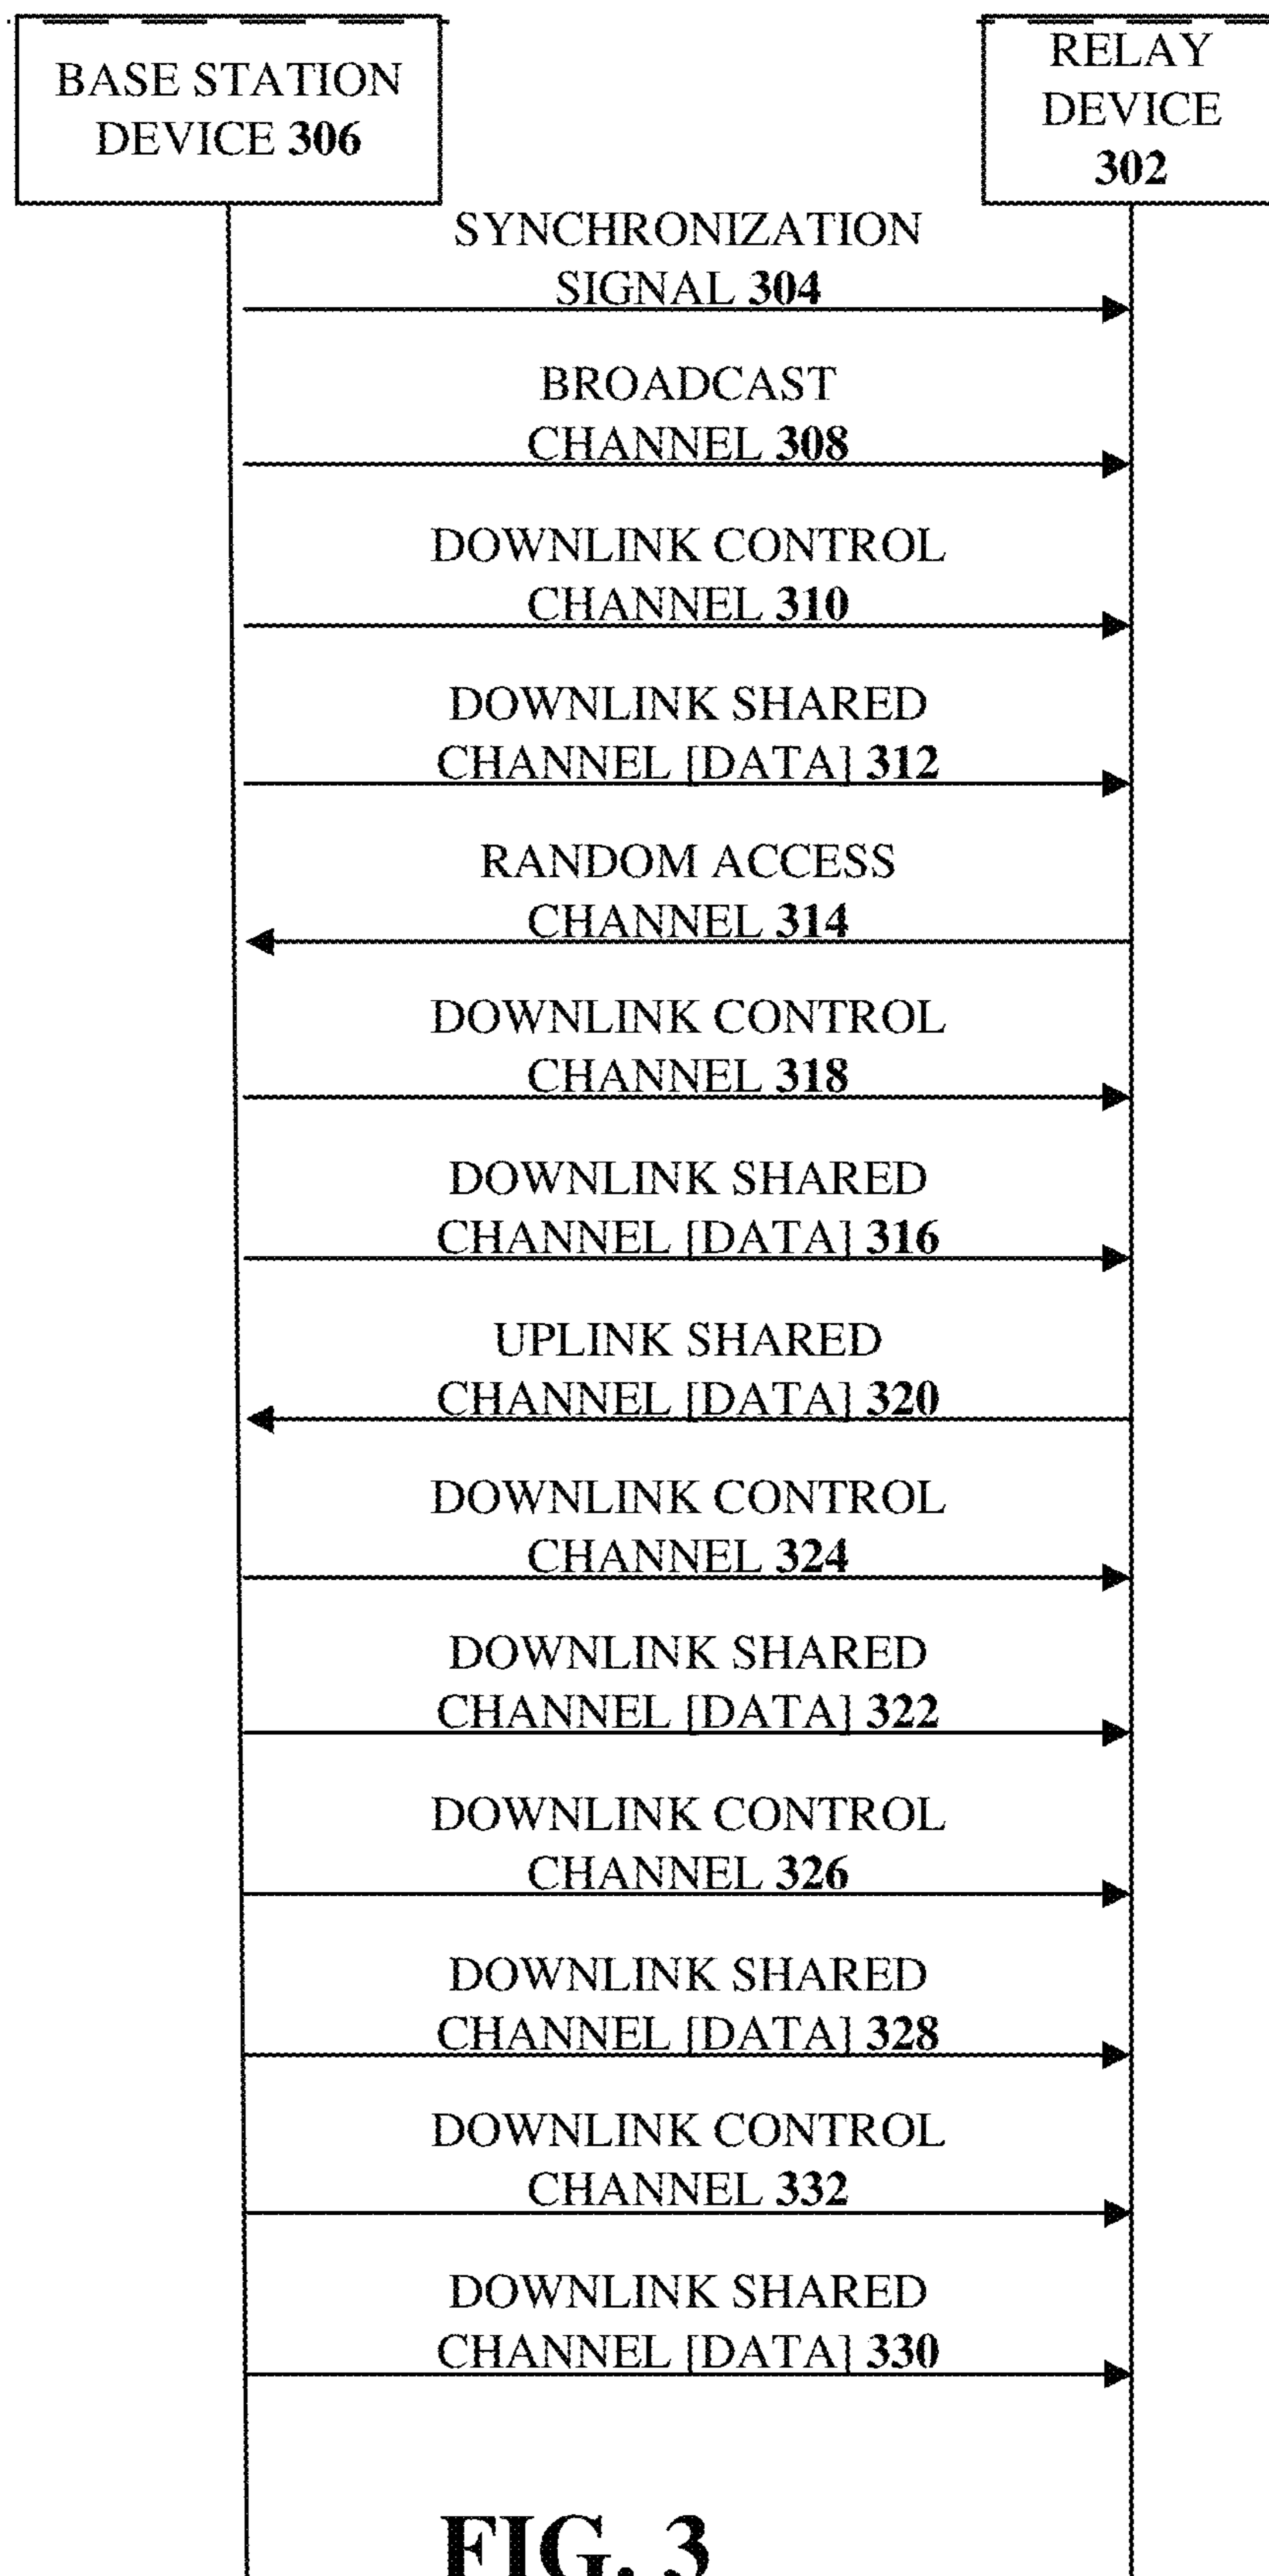 BASE STATION
DEVICE 306
RELAY
DEVICE
302
SYNCHRONIZATION
SIGNAL 304
BROADCAST
CHANNEL 308
DOWNLINK CONTROL
CHANNEL 310
DOWNLINK SHARED
CHANNEL [DATA] 312
RANDOM ACCESS
CHANNEL 314
DOWNLINK CONTROL
CHANNEL 318
DOWNLINK SHARED
CHANNEL [DATA] 316
UPLINK SHARED
CHANNEL [DATA] 320
DOWNLINK CONTROL
CHANNEL 324
DOWNLINK SHARED
CHANNEL [DATA] 322
DOWNLINK CONTROL
CHANNEL 326
DOWNLINK SHARED
CHANNEL [DATA] 328
DOWNLINK CONTROL
CHANNEL 332
DOWNLINK SHARED
CHANNEL [DATA] 330
FIG. 3